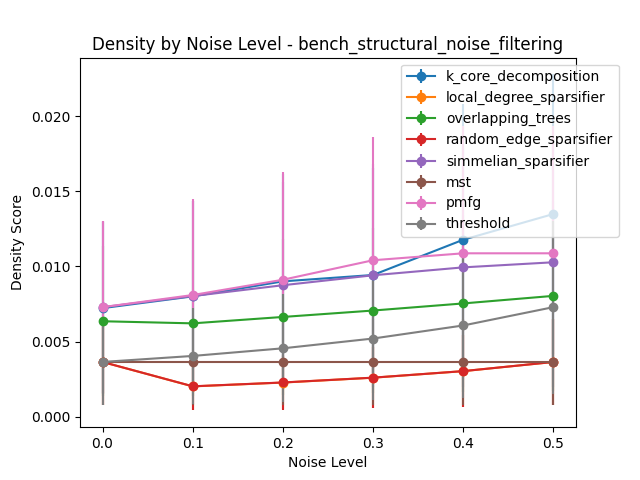 Density by Noise Level - bench_structural_noise_filtering
k_core_decomposition
local_degree_sparsifier
overlapping_trees
random_edge_sparsifier
simmelian_sparsifier
mst
pmfg
threshold
Density Score
0.020
0.015
0.010
0.005
0.000
0.0 0.1 0.2 0.3 0.4 0.5
Noise Level